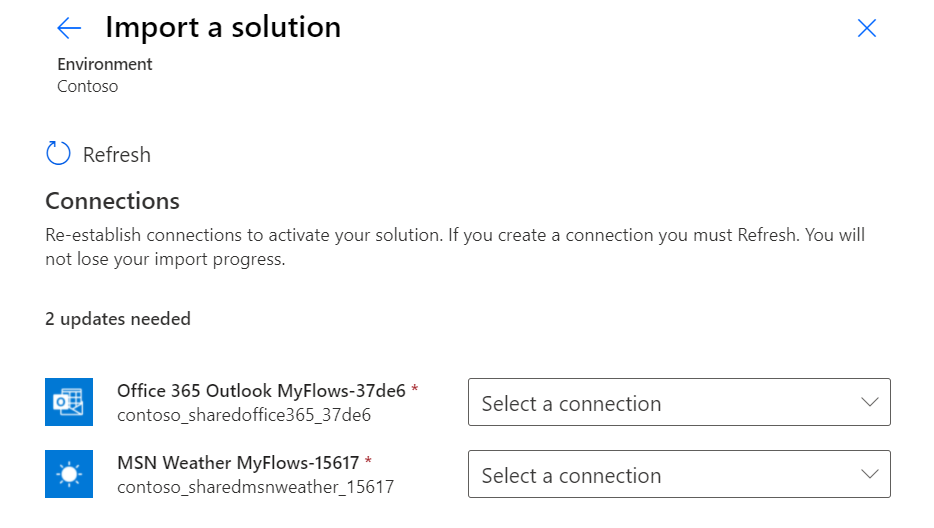 Import a solution
Environment
Contoso
Refresh
Connections
Re-establish connections to activate your solution. If you create a connection you must Refresh. You will
not lose your import progress.
2 updates needed
Office 365 Outlook MyFlows-37de6 *
contoso_sharedoffice365_37de6
Select a connection
MSN Weather MyFlows-15617 *
contoso_sharedmsnweather_15617
Select a connection